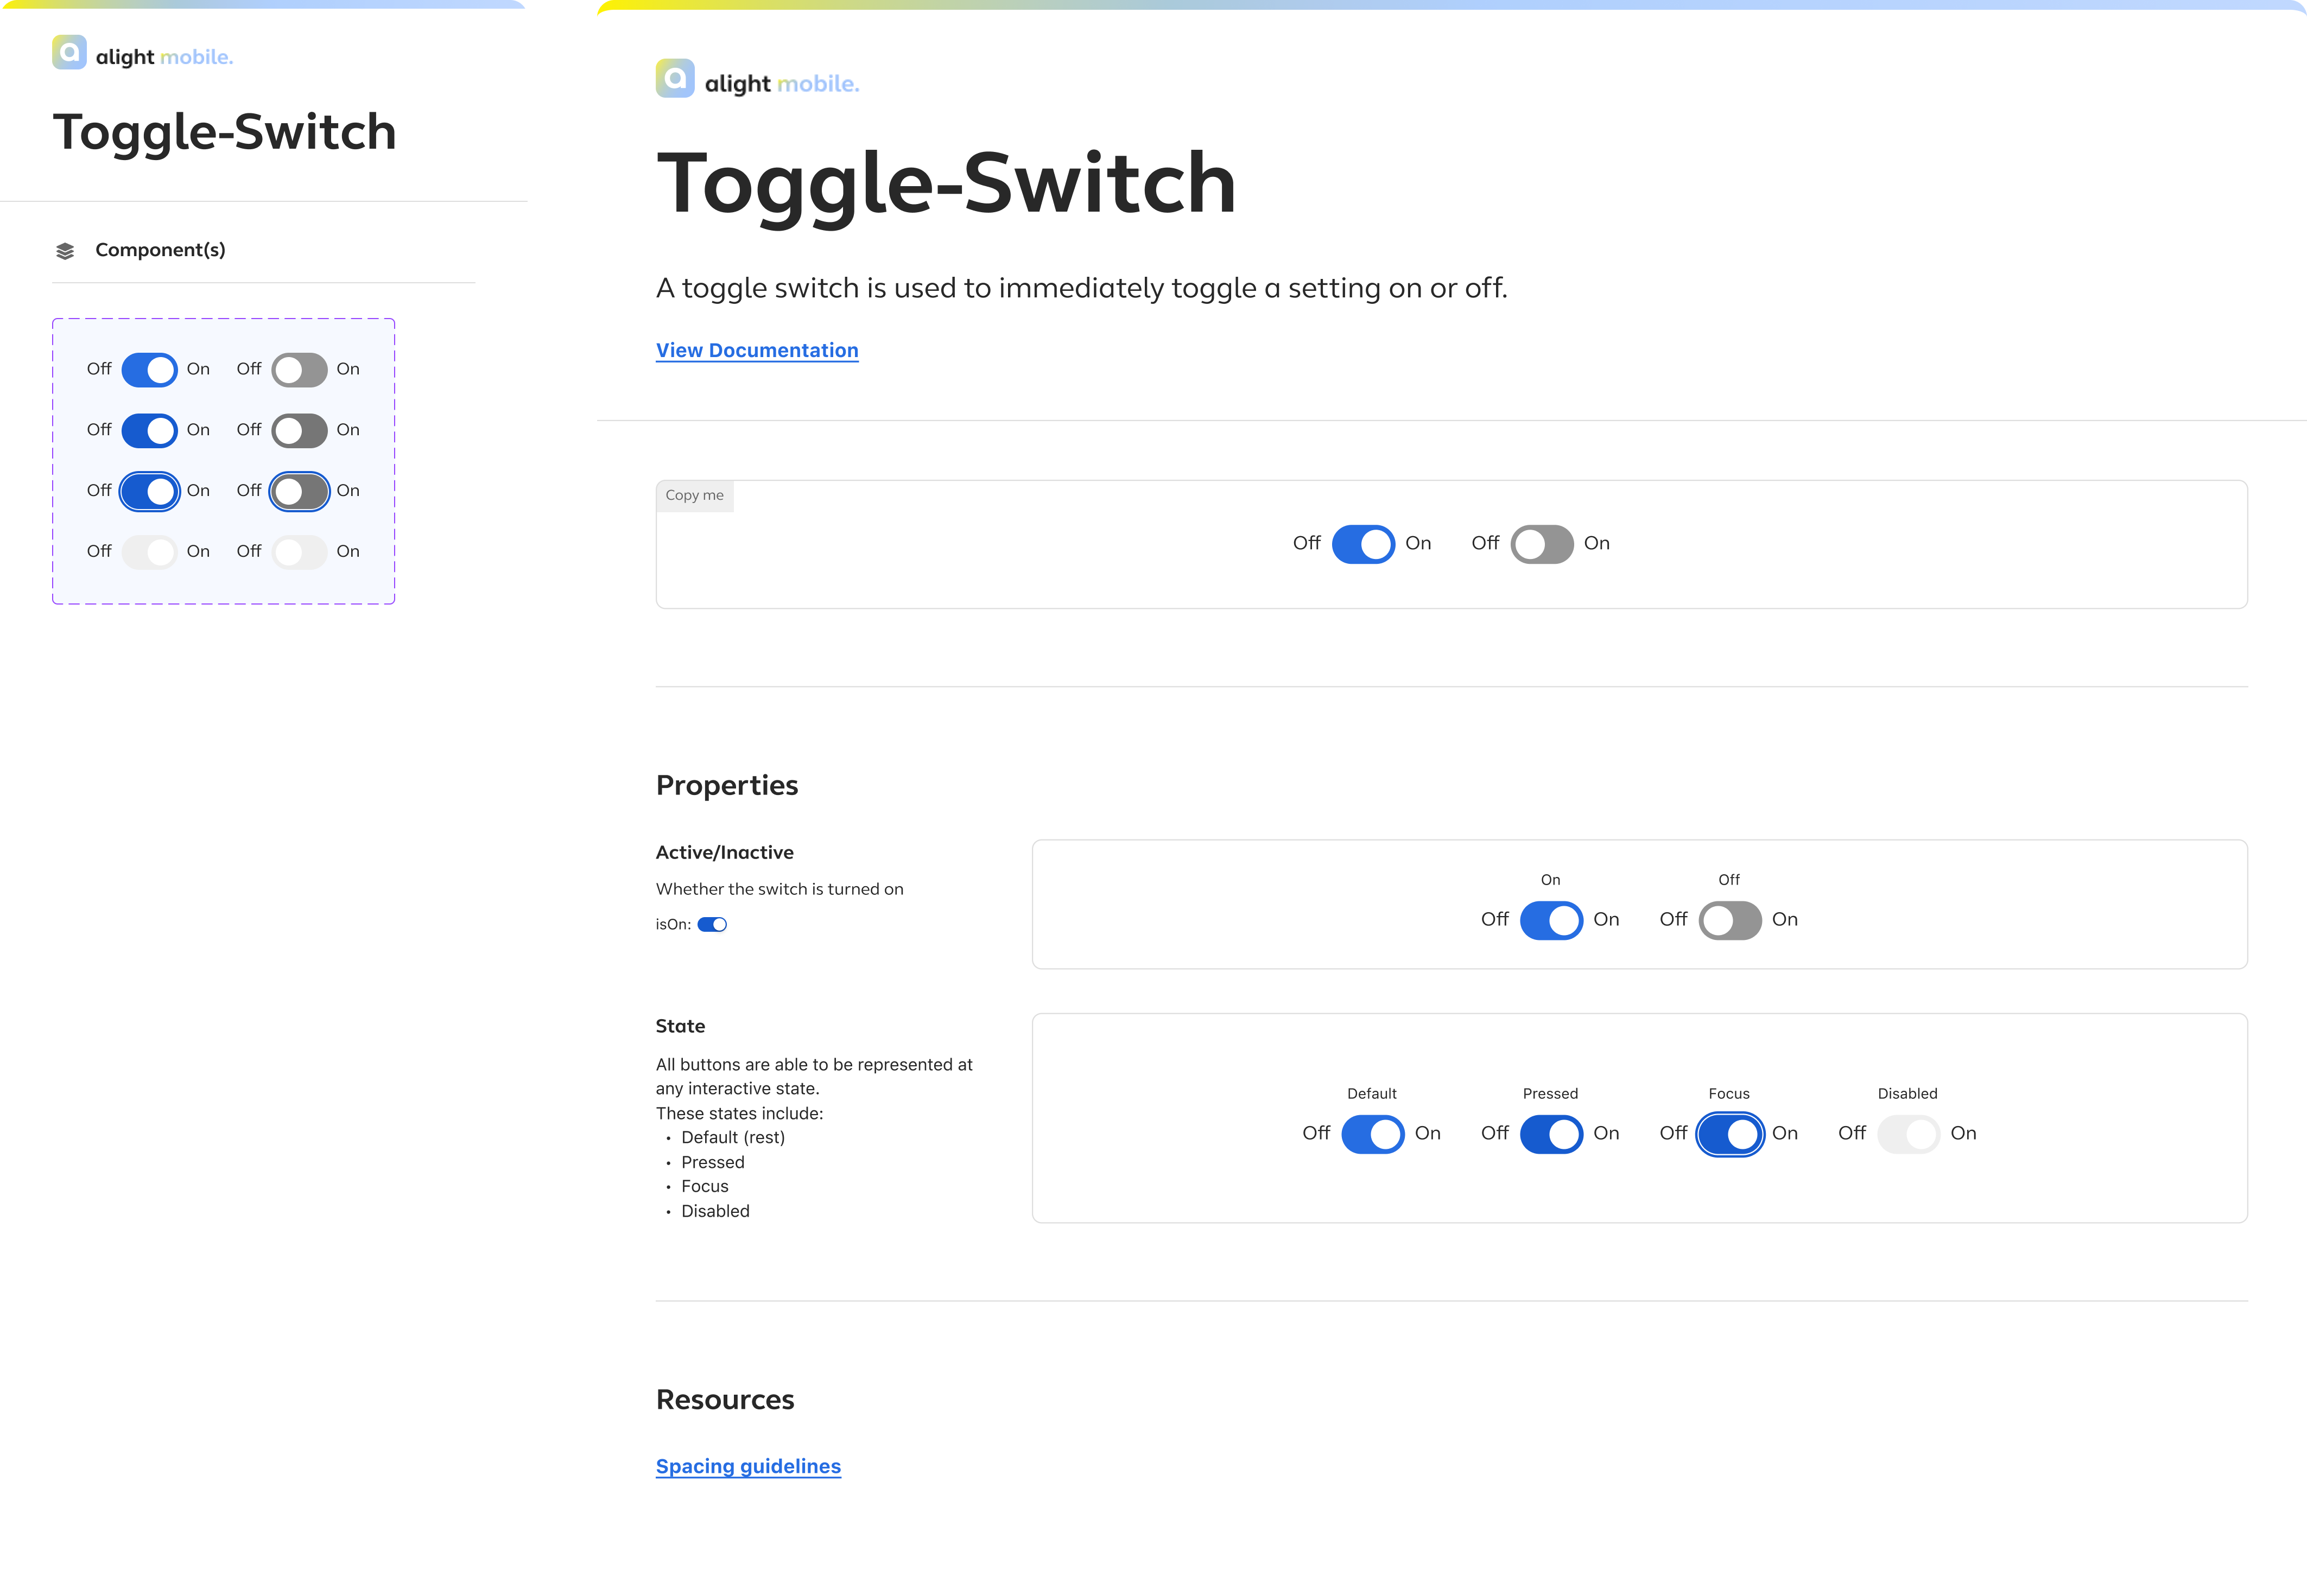 alight mobile.
Toggle-Switch
Component(s)
Off On Off On
Off On Off On
Off On Off On
Off On Off On
alight mobile.
Toggle-Switch
A toggle switch is used to immediately toggle a setting on or off.
View Documentation
Copy me
Off On Off On
Properties
Active/Inactive
Whether the switch is turned on
isOn:
On Off
Off On Off On
State
All buttons are able to be represented at
any interactive state.
These states include:
• Default (rest)
• Pressed
• Focus
• Disabled
Default Pressed Focus Disabled
Off On Off On Off On Off On
Resources
Spacing guidelines